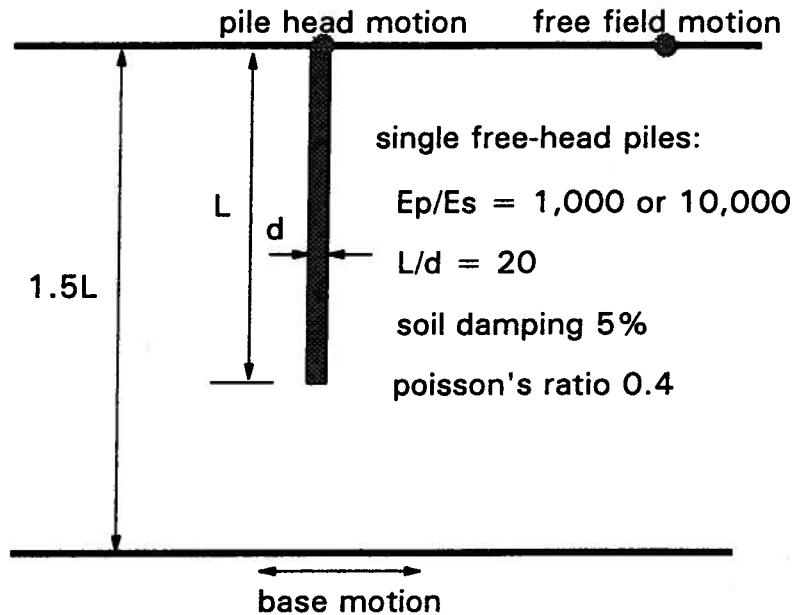 pile head motion
free field motion
single free-head piles:
Ep/Es = 1,000 or 10,000
L
d
L/d = 20
1.5L
soil damping 5%
poisson's ratio 0.4
base motion